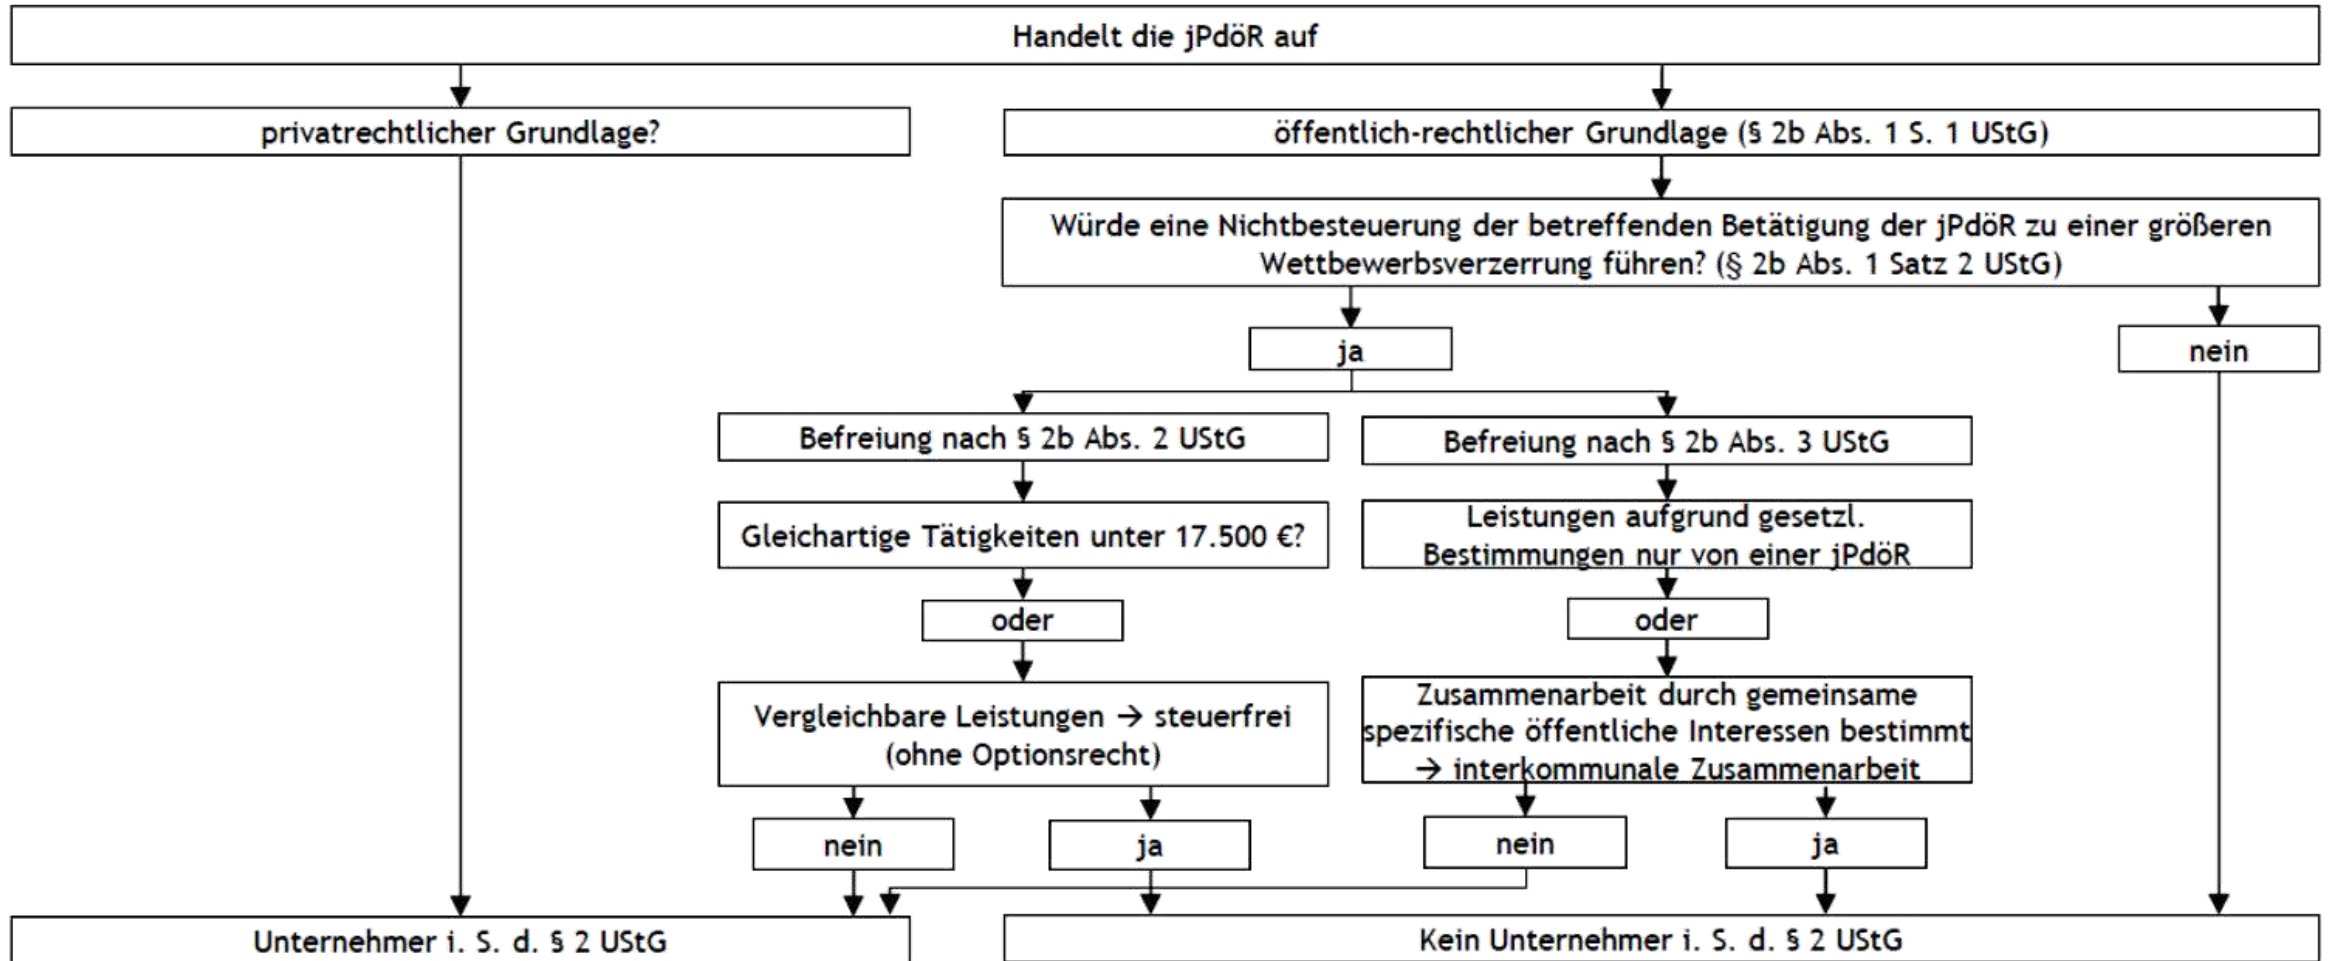 Handelt die jPdöR auf
privatrechtlicher Grundlage?
öffentlich-rechtlicher Grundlage (§ 2b Abs. 1 S. 1 UStG)
Würde eine Nichtbesteuerung der betreffenden Betätigung der jPdöR zu einer größeren
Wettbewerbsverzerrung führen? (§ 2b Abs. 1 Satz 2 UStG)
ja
nein
Befreiung nach § 2b Abs. 2 UStG
Befreiung nach § 2b Abs. 3 UStG
Gleichartige Tätigkeiten unter 17.500 €?
Leistungen aufgrund gesetzl.
Bestimmungen nur von einer jPdöR
oder
oder
Vergleichbare Leistungen → steuerfrei
(ohne Optionsrecht)
Zusammenarbeit durch gemeinsame
spezifische öffentliche Interessen bestimmt
→ interkommunale Zusammenarbeit
nein
ja
nein
ja
Unternehmer i. S. d. § 2 UStG
Kein Unternehmer i. S. d. § 2 UStG